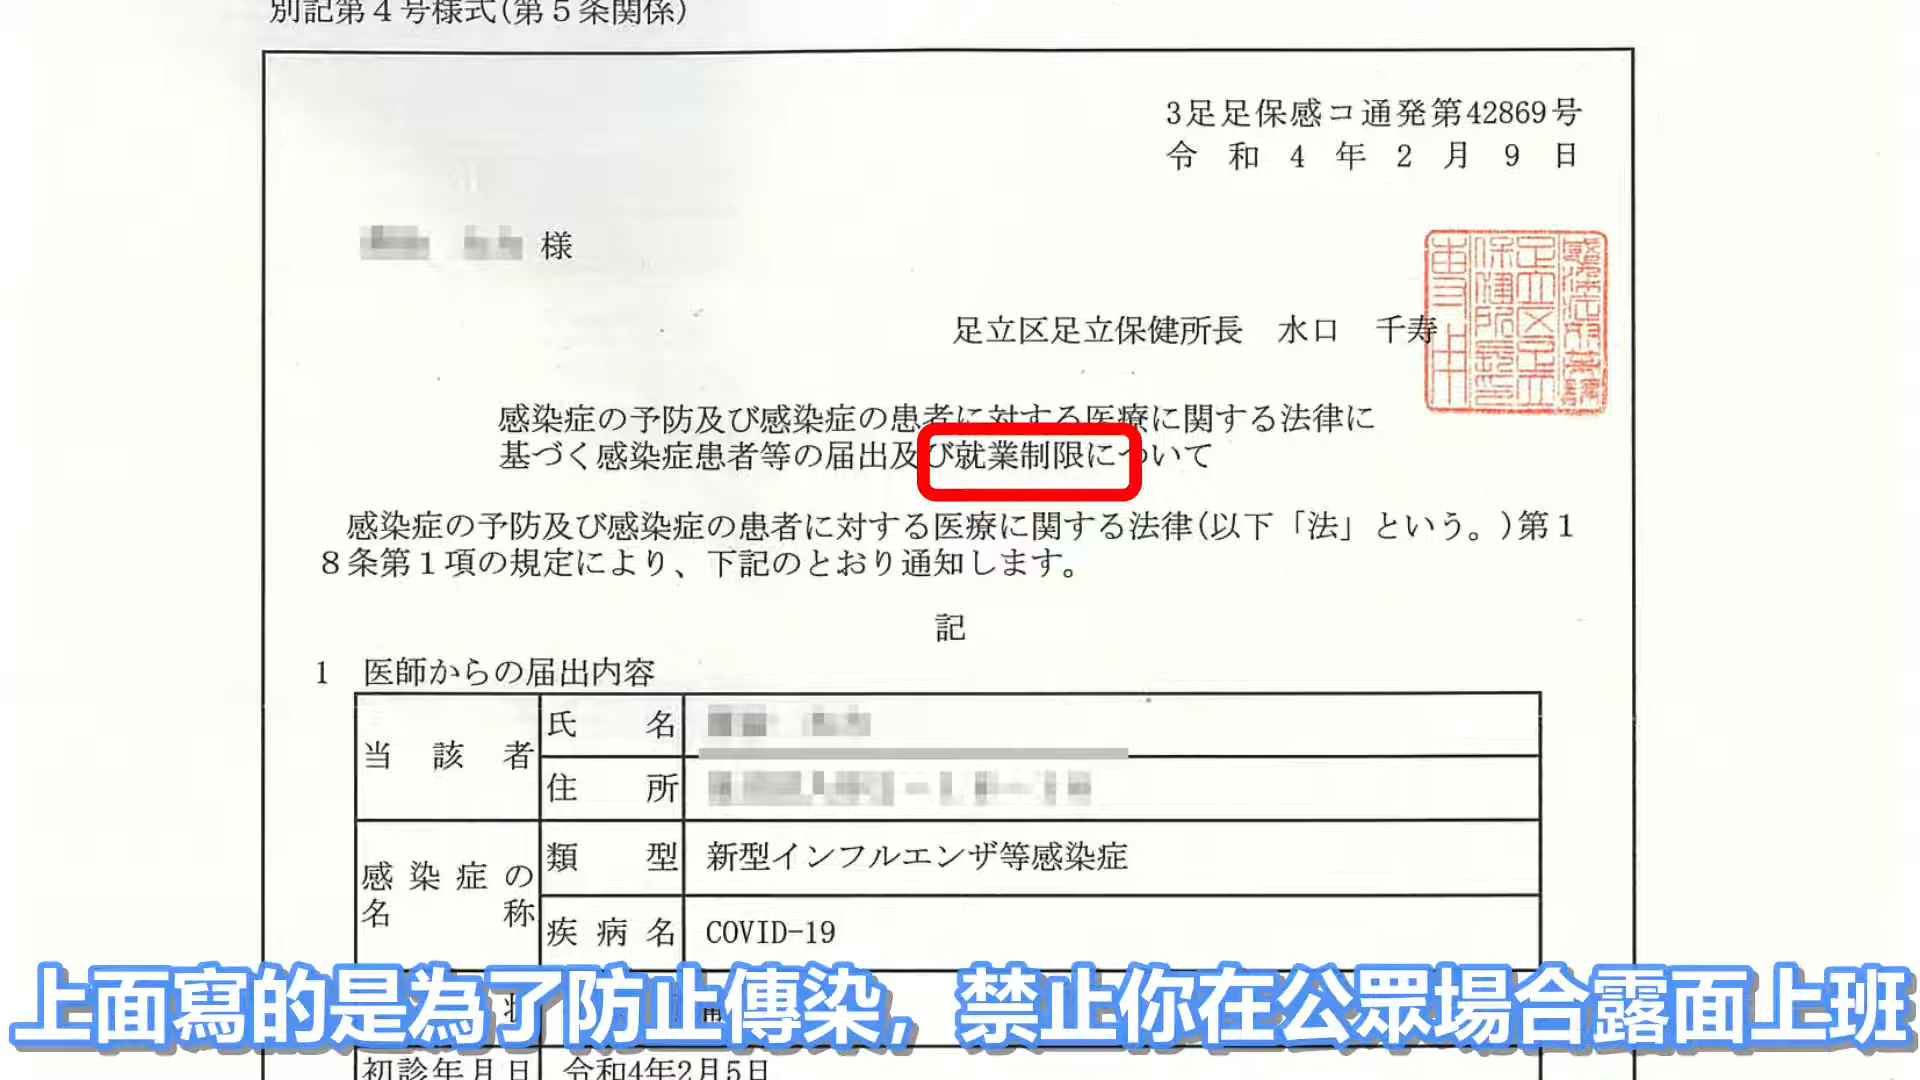 別記第4号様式(第5条関係)
3足足保感コ通発第42869号
令和4年2月9日
様
足立区足立保健所長 水口 千寿
感染症の予防及び感染症の患者に対する医療に関する法律に
基づく感染症患者等の届出及び就業制限について
感染症の予防及び感染症の患者に対する医療に関する法律(以下「法」という。)第1
8条第1項の規定により、下記のとおり通知します。
記
1 医師からの届出内容
当該者
氏名
住所
感染症の
名称
類型 新型インフルエンザ等感染症
疾病名 COVID-19
上面寫的是為了防止傳染，禁止你在公眾場合露面上班
初診年月日 令和4年2月5日